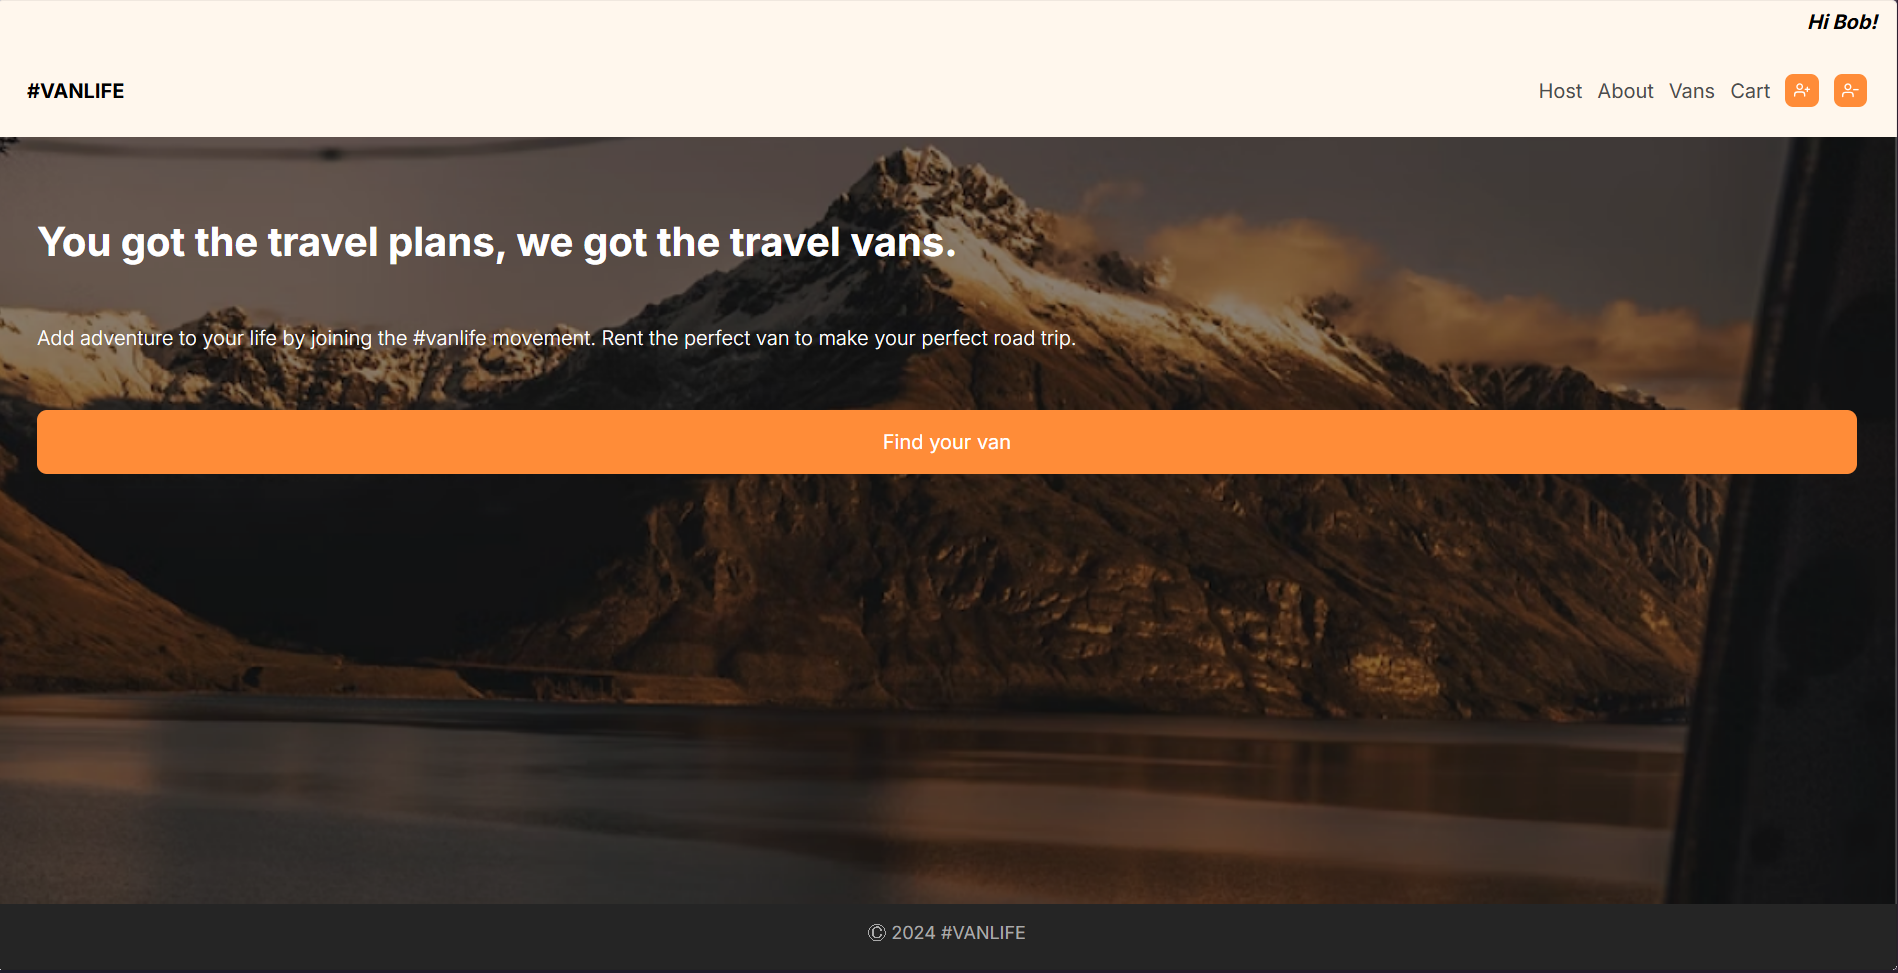 Hi Bob!
#VANLIFE
Host About Vans Cart
You got the travel plans, we got the travel vans.
Add adventure to your life by joining the #vanlife movement. Rent the perfect van to make your perfect road trip.
Find your van
© 2024 #VANLIFE